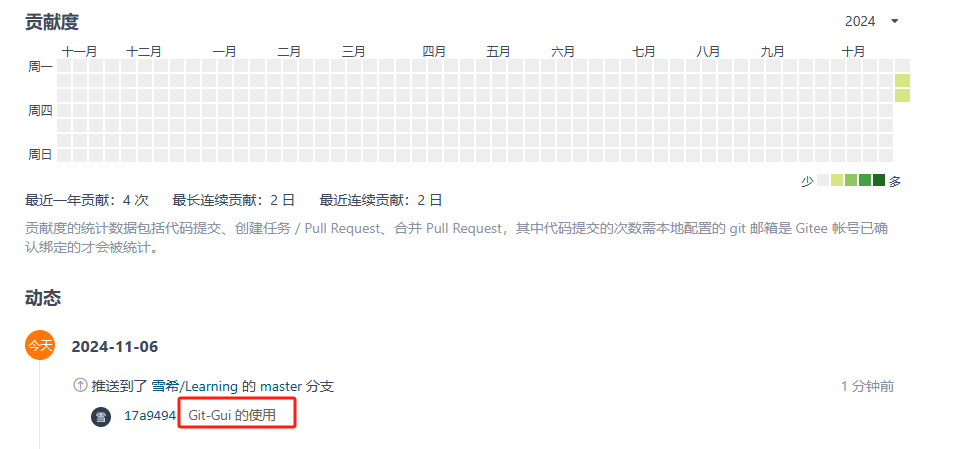 贡献度
2024
十一月 十二月 一月 二月 三月 四月 五月 六月 七月 八月 九月 十月
周一
周四
周日
少 多
最近一年贡献：4 次 最长连续贡献：2 日 最近连续贡献：2 日
贡献度的统计数据包括代码提交、创建任务 / Pull Request、合并 Pull Request，其中代码提交的次数需本地配置的 git 邮箱是 Gitee 帐号已确
认绑定的才会被统计。
动态
今天 2024-11-06
推送到了 雪希/Learning 的 master 分支 1 分钟前
雪 17a9494 Git-Gui 的使用